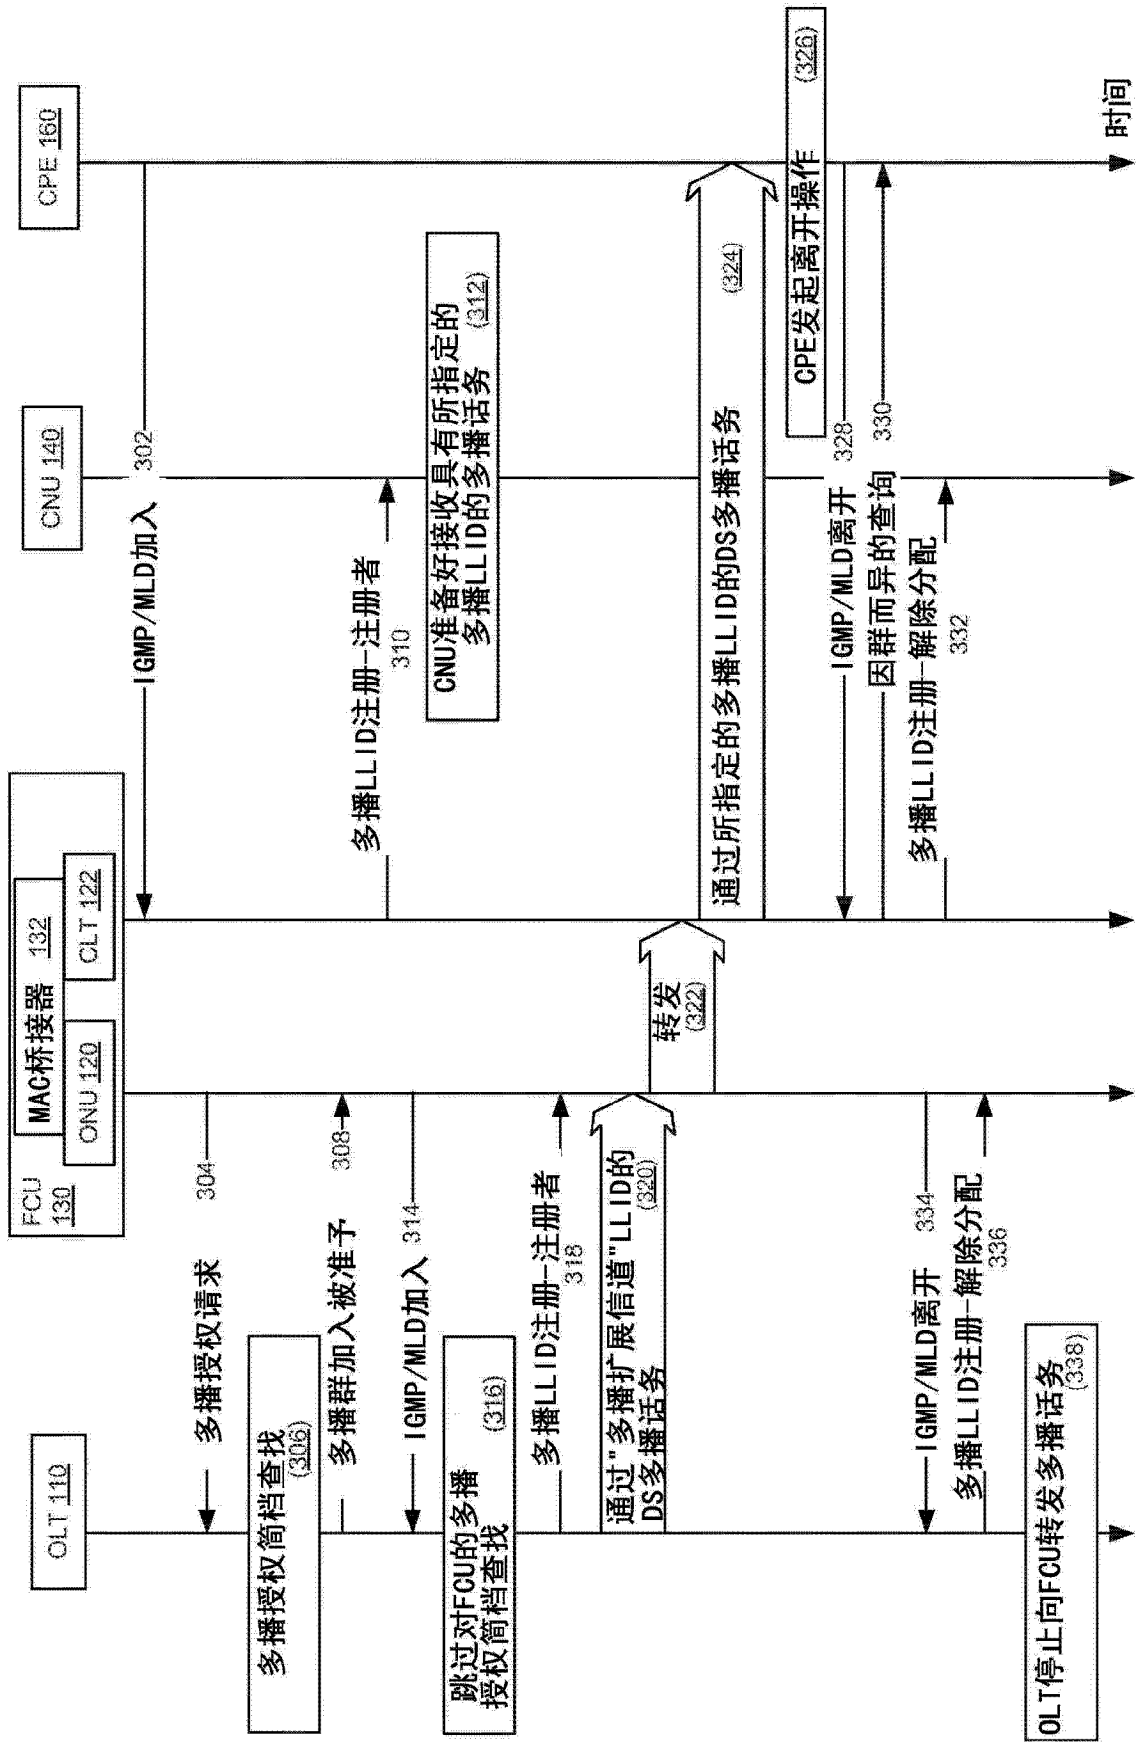 OLT 110
FCU
130
MAC桥接器 132
ONU 120
CLT 122
CNU 140
CPE 160
IGMP/MLD加入 302
多播授权请求
304
多播授权简档查找
(306)
多播群加入被准予
308
多播LLID注册-注册者
310
IGMP/MLD加入 314
CNU准备好接收具有所指定的
多播LLID的多播话务 (312)
跳过对FCU的多播
授权简档查找 (316)
多播LLID注册-注册者
318
通过"多播扩展信道"LLID的
DS多播话务 (320)
转发
(322)
通过所指定的多播LLID的DS多播话务 (324)
CPE发起离开操作 (326)
IGMP/MLD离开 328
因群而异的查询 330
IGMP/MLD离开 334
多播LLID注册-解除分配
332
多播LLID注册-解除分配
336
OLT停止向FCU转发多播话务
(338)
时间